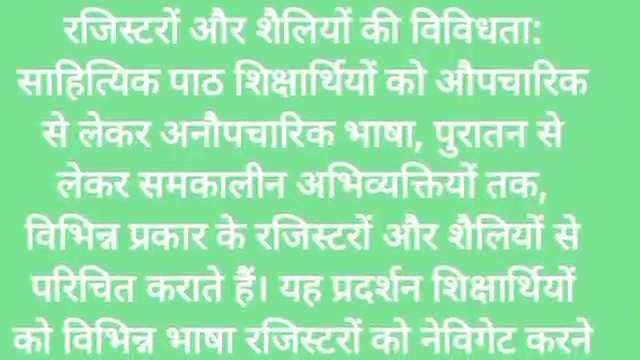 रजिस्टरों और शैलियों की विविधता:
साहित्यिक पाठ शिक्षार्थियों को औपचारिक
से लेकर अनौपचारिक भाषा, पुरातन से
लेकर समकालीन अभिव्यक्तियों तक,
विभिन्न प्रकार के रजिस्टरों और शैलियों से
परिचित कराते हैं। यह प्रदर्शन शिक्षार्थियों
को विभिन्न भाषा रजिस्टरों को नेविगेट करने